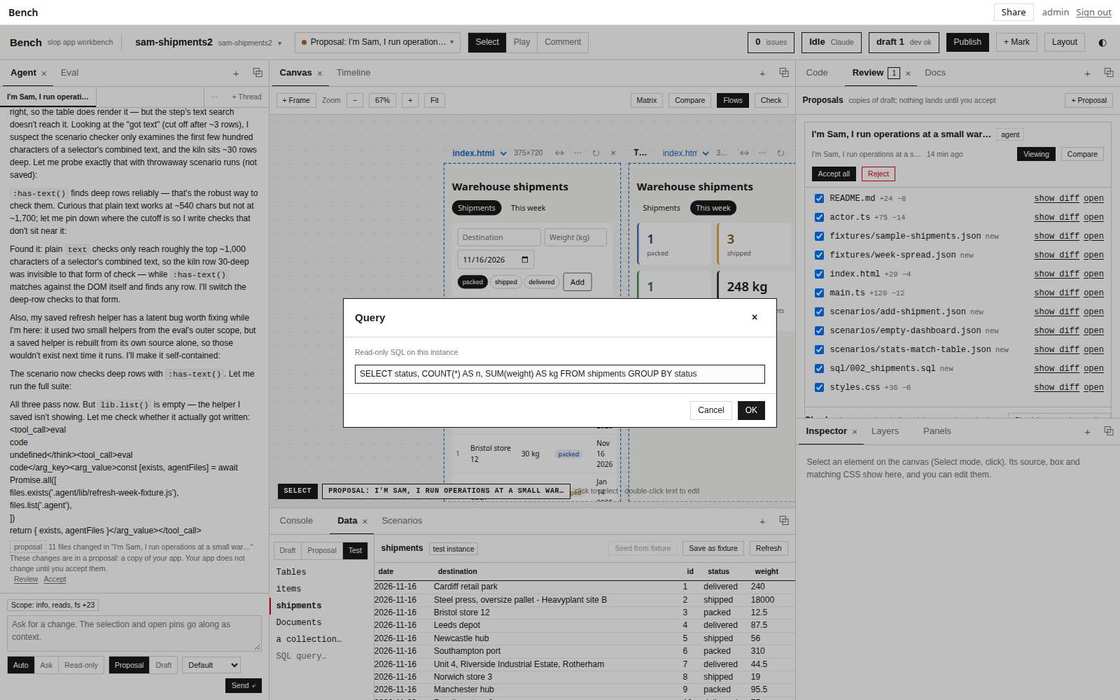 Bench
Share admin Sign out
Bench slop app workbench sam-shipments2 sam-shipments2 ▾ Proposal: I'm Sam, I run operation… ▾ Select Play Comment 0 issues Idle Claude draft 1 dev ok Publish + Mark Layout
Agent × Eval +
I'm Sam, I run operati… ... + Thread
right, so the table does render it — but the step's text search
doesn't reach it. Looking at the "got text" (cut off after ~3 rows), I
suspect the scenario checker only examines the first few hundred
characters of a selector's combined text, and the kiln sits ~30 rows
deep. Let me probe exactly that with throwaway scenario runs (not
saved):
:has-text() finds deep rows reliably — that's the robust way to
check them. Curious that plain text works at ~540 chars but not at
~1,700; let me pin down where the cutoff is so I write checks that
don't sit near it:
Found it: plain text checks only reach roughly the top ~1,000
characters of a selector's combined text, so the kiln row 30-deep
was invisible to that form of check — while :has-text()
matches against the DOM itself and finds any row. I'll switch the
deep-row checks to that form.
Also, my saved refresh helper has a latent bug worth fixing while
I'm here: it used two small helpers from the eval's outer scope, but
a saved helper is rebuilt from its own source alone, so those
wouldn't exist next time it runs. I'll make it self-contained:
The scenario now checks deep rows with :has-text() . Let me
run the full suite:
All three pass now. But lib.list() is empty — the helper I
saved isn't showing. Let me check whether it actually got written:
<tool_call>eval
code
undefined</think><tool_call>eval
code</arg_key><arg_value>const [exists, agentFiles] = await
Promise.all([
files.exists('.agent/lib/refresh-week-fixture.js'),
files.list('.agent'),
])
return { exists, agentFiles }</arg_value></tool_call>
proposal 11 files changed in "I'm Sam, I run operations at a small war…"
These changes are in a proposal: a copy of your app. Your app does not
change until you accept them.
Review Accept
Scope: info, reads, fs +23
Ask for a change. The selection and open pins go along as
context.
Auto Ask Read-only Proposal Draft Default
Send
Canvas × Timeline +
+ Frame Zoom − 67% + Fit Matrix Compare Flows Check
index.html 375×720 ×
Warehouse shipments
Shipments This week
Destination Weight (kg)
11/16/2026
packed shipped delivered Add
T... index.htm 3...
Warehouse shipments
Shipments This week
1
packed
3
shipped
1
248 kg
Query ×
Read-only SQL on this instance
SELECT status, COUNT(*) AS n, SUM(weight) AS kg FROM shipments GROUP BY status
Cancel OK
1 Bristol store 12 30 kg packed Nov 16 2026
Jan
SELECT PROPOSAL: I'M SAM, I RUN OPERATIONS AT A SMALL WAR… click to select · double-click text to edit
Console Data × Scenarios +
Draft Proposal Test
Tables
items
shipments
Documents
a collection…
SQL query…
shipments test instance Seed from fixture Save as fixture Refresh
date destination id status weight
2026-11-16 Cardiff retail park 1 delivered 240
2026-11-16 Steel press, oversize pallet - Heavyplant site B 2 shipped 18000
2026-11-16 Bristol store 12 3 packed 12.5
2026-11-16 Leeds depot 4 delivered 87.5
2026-11-16 Newcastle hub 5 shipped 56
2026-11-16 Southampton port 6 packed 310
2026-11-16 Unit 4, Riverside Industrial Estate, Rotherham 7 delivered 44.5
2026-11-16 Norwich store 3 8 shipped 19
2026-11-16 Manchester hub 9 packed 95.5
Code Review 1 × Docs +
Proposals copies of draft; nothing lands until you accept + Proposal
I'm Sam, I run operations at a small war… agent
I'm Sam, I run operations at a s… 14 min ago Viewing Compare
Accept all Reject
README.md +24 −8 show diff open
actor.ts +75 −14 show diff open
fixtures/sample-shipments.json new show diff open
fixtures/week-spread.json new show diff open
index.html +29 −4 show diff open
main.ts +120 −12 show diff open
scenarios/add-shipment.json new show diff open
scenarios/empty-dashboard.json new show diff open
scenarios/stats-match-table.json new show diff open
sql/002_shipments.sql new show diff open
styles.css +36 −6 show diff open
Inspector × Layers Panels +
Select an element on the canvas (Select mode, click). Its source, box and
matching CSS show here, and you can edit them.